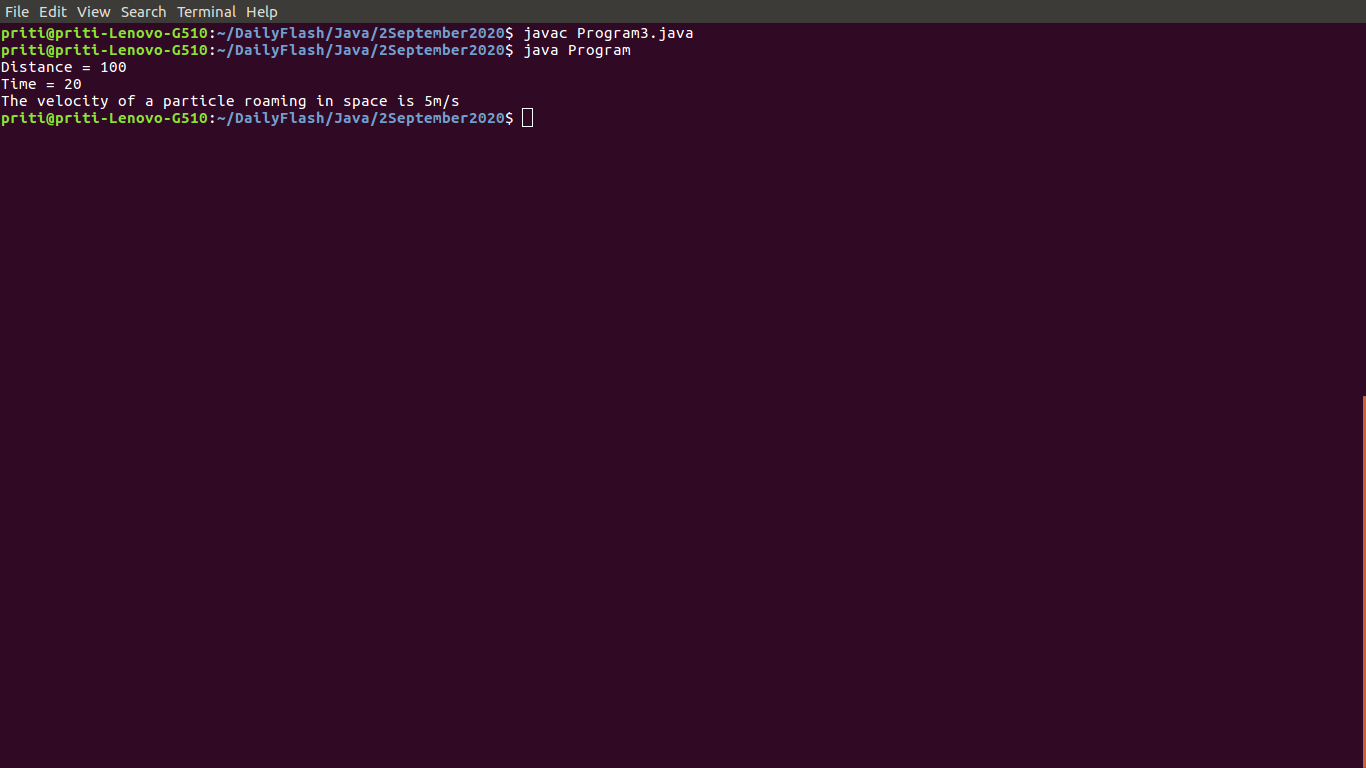 File Edit View Search Terminal Help
priti@priti-Lenovo-G510:~/DailyFlash/Java/2September2020$ javac Program3.java
priti@priti-Lenovo-G510:~/DailyFlash/Java/2September2020$ java Program
Distance = 100
Time = 20
The velocity of a particle roaming in space is 5m/s
priti@priti-Lenovo-G510:~/DailyFlash/Java/2September2020$